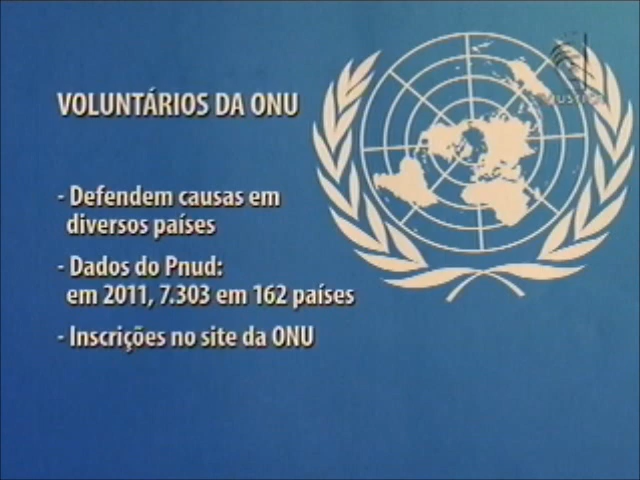 VOLUNTÁRIOS DA ONU
- Defendem causas em
diversos países
- Dados do Pnud:
em 2011, 7.303 em 162 países
- Inscrições no site da ONU